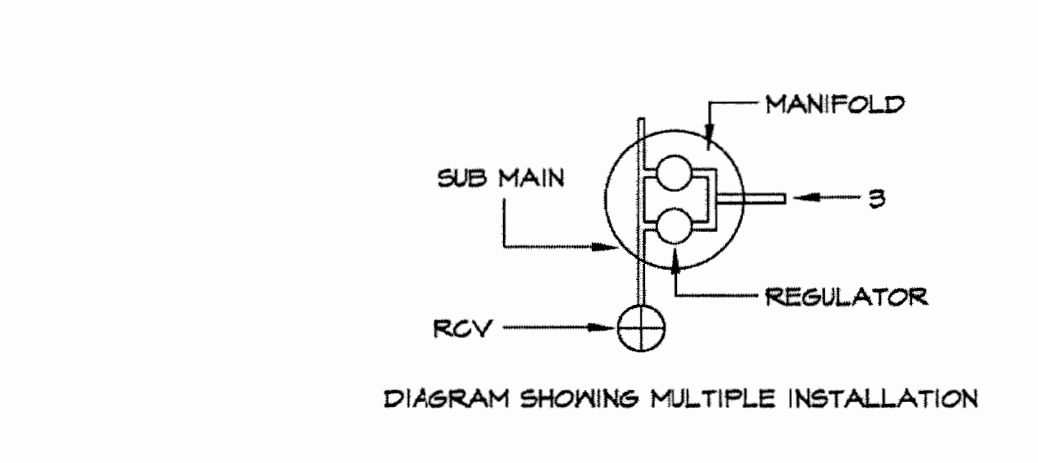 MANIFOLD
SUB MAIN
3
REGULATOR
RCV
DIAGRAM SHOWING MULTIPLE INSTALLATION